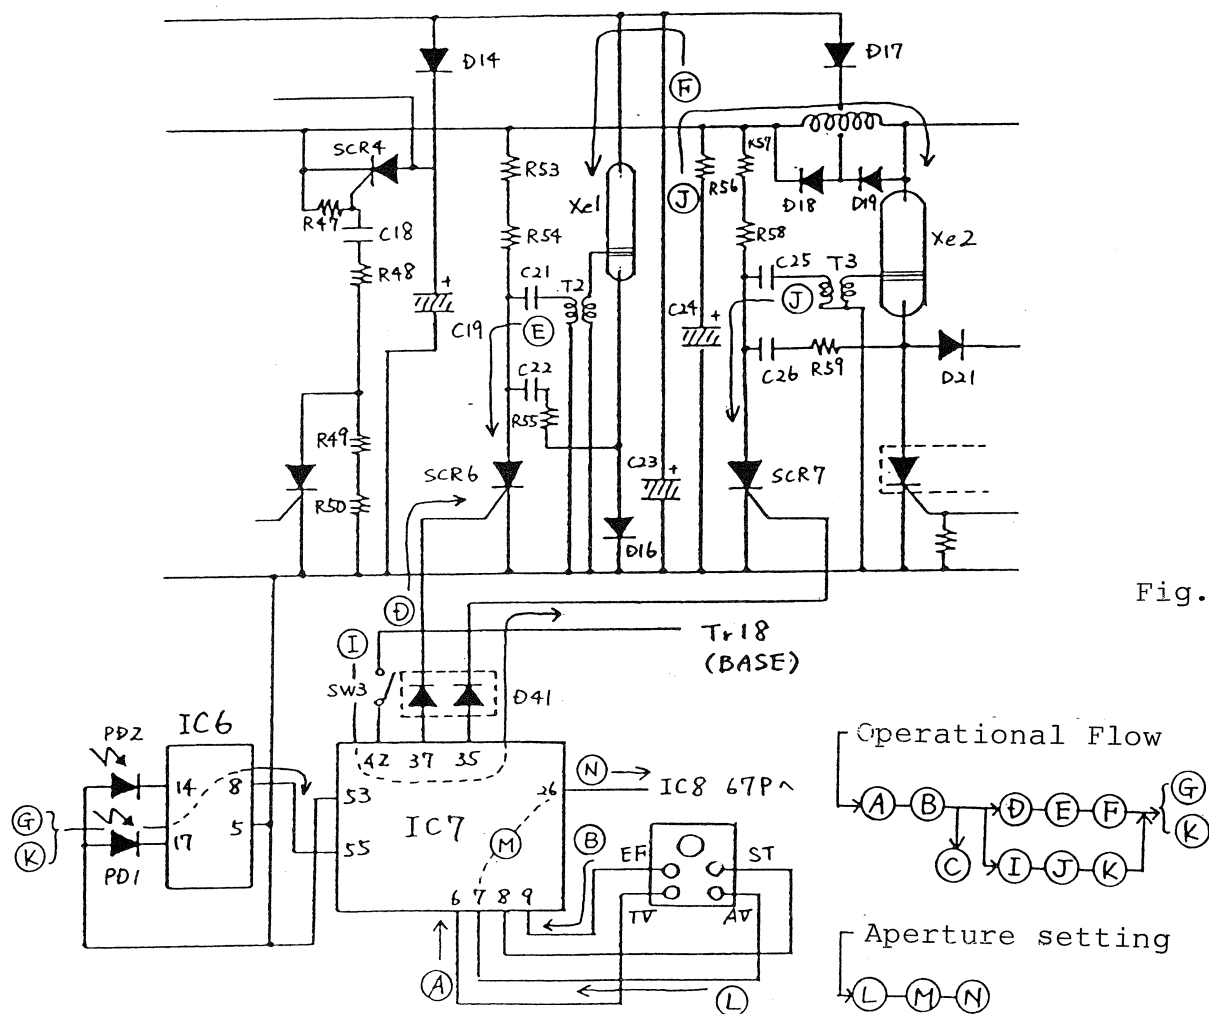 D14
D17
F
SCR4
R53
Xe1
R57
R56
J
D18
D19
R47
C18
R54
R58
Xe2
R48
C21
T2
C25
T3
+
C19
E
C24
+
J
C22
C26
R59
D21
R55
R49
SCR6
C23
+
SCR7
R50
D16
Fig.
D
Tr18
(BASE)
I
SW3
D41
IC6
PD2
42
37
35
Operational Flow
14
8
53
N
26
IC8 67P へ
G
A
B
D
E
F
G
K
17
5
IC7
K
55
M
B
EF
ST
C
I
J
K
PD1
6
7
8
9
TV
AV
Aperture setting
A
L
L
M
N